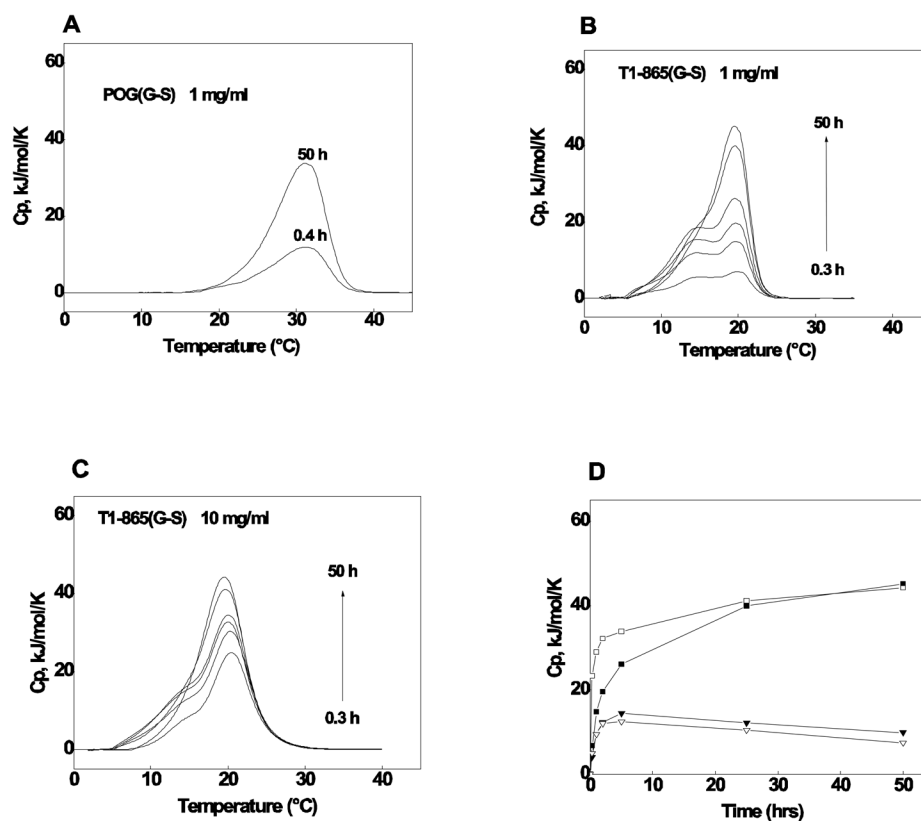 A
60
POG(G-S) 1 mg/ml
50 h
40
0.4 h
20
0
Cp, kJ/mol/K
0 10 20 30 40
Temperature (°C)
B
60
T1-865(G-S) 1 mg/ml
50 h
40
20
0.3 h
0
Cp, kJ/mol/K
0 10 20 30 40
Temperature (°C)
C
60
T1-865(G-S) 10 mg/ml
50 h
40
20
0.3 h
0
Cp, kJ/mol/K
0 10 20 30 40
Temperature (°C)
D
60
40
20
0
Cp, kJ/mol/K
0 10 20 30 40 50
Time (hrs)